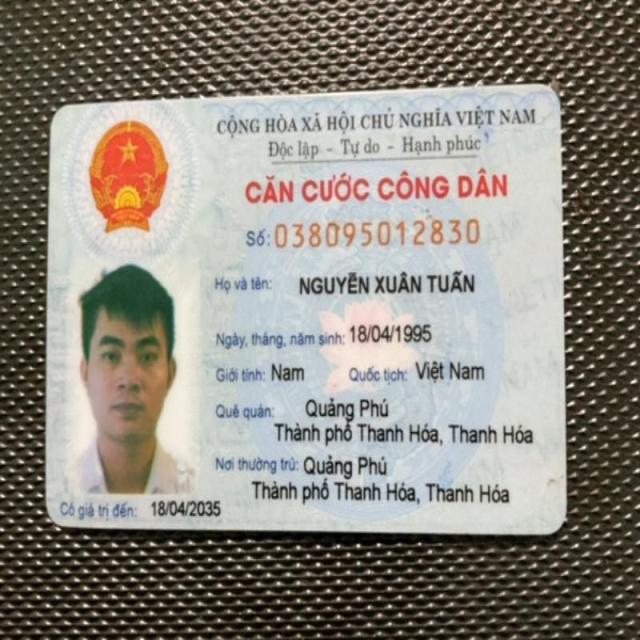 CỘNG HÒA XÃ HỘI CHỦ NGHĨA VIỆT NAM
Độc lập - Tự do - Hạnh phúc
CĂN CƯỚC CÔNG DÂN
Số: 038095012830
Họ và tên: NGUYỄN XUÂN TUẤN
Ngày, tháng, năm sinh: 18/04/1995
Giới tính: Nam Quốc tịch: Việt Nam
Quê quán: Quảng Phú
Thành phố Thanh Hóa, Thanh Hóa
Nơi thường trú: Quảng Phú
Thành phố Thanh Hóa, Thanh Hóa
Có giá trị đến: 18/04/2035